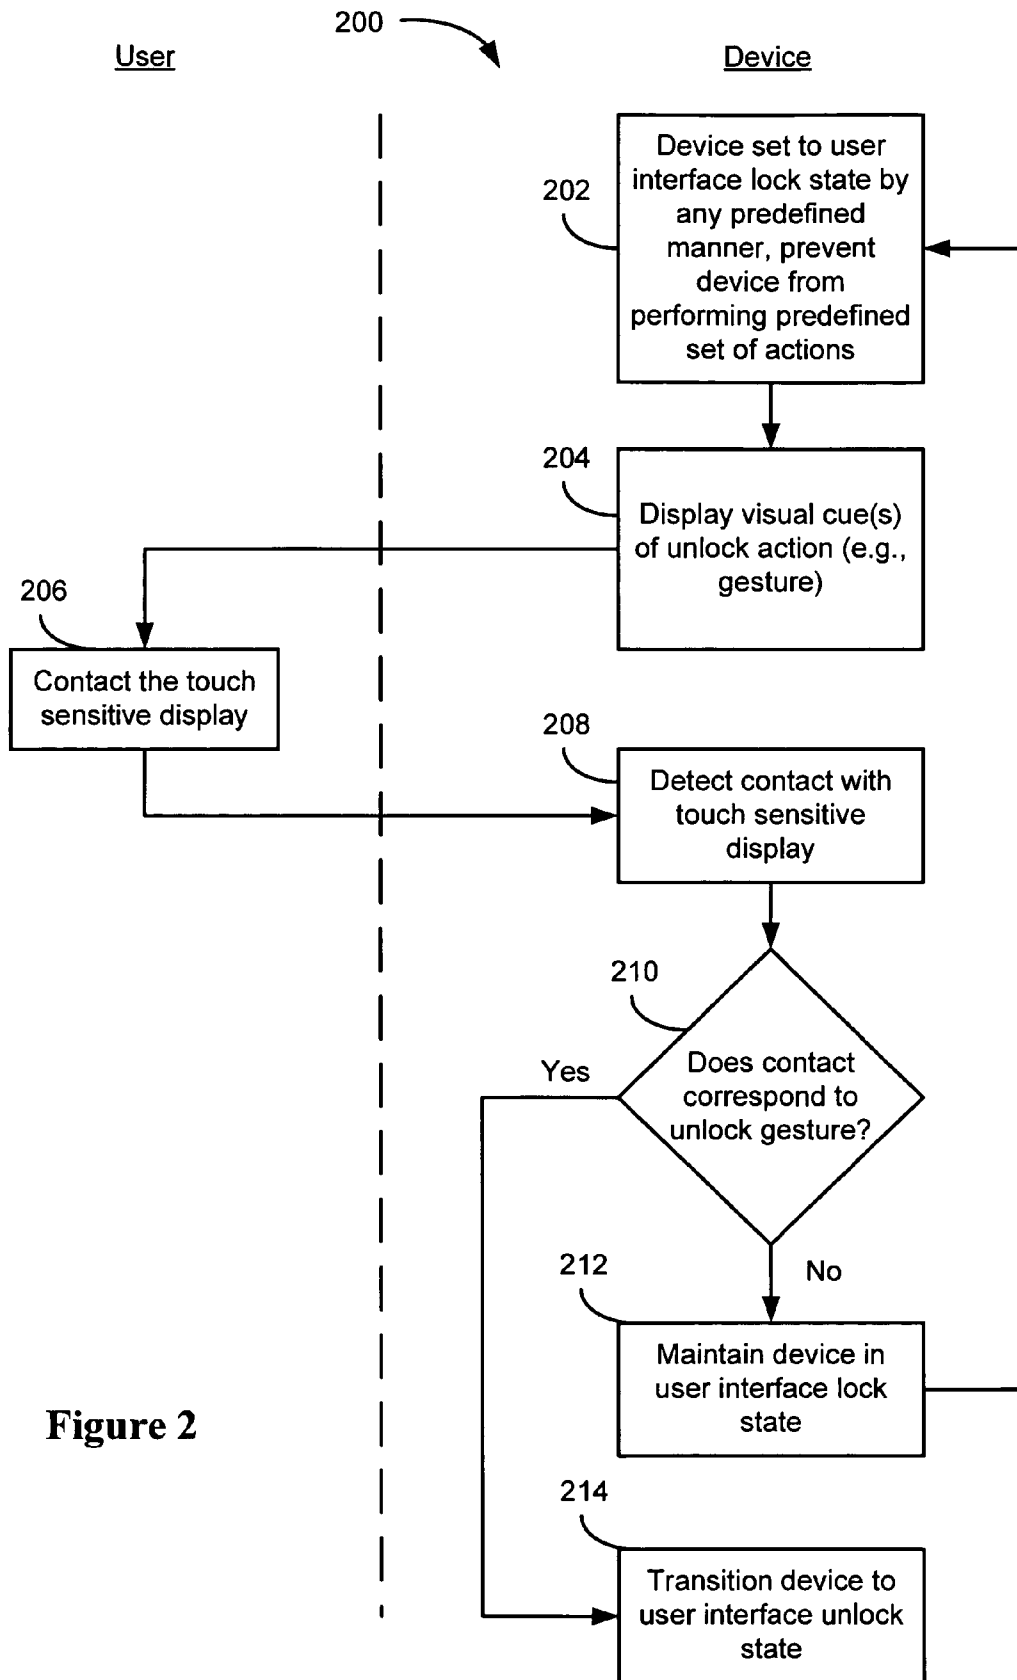 200
User
Device
202
Device set to user
interface lock state by
any predefined
manner, prevent
device from
performing predefined
set of actions
204
Display visual cue(s)
of unlock action (e.g.,
gesture)
206
Contact the touch
sensitive display
208
Detect contact with
touch sensitive
display
210
Does contact
correspond to
unlock gesture?
Yes
No
212
Maintain device in
user interface lock
state
Figure 2
214
Transition device to
user interface unlock
state